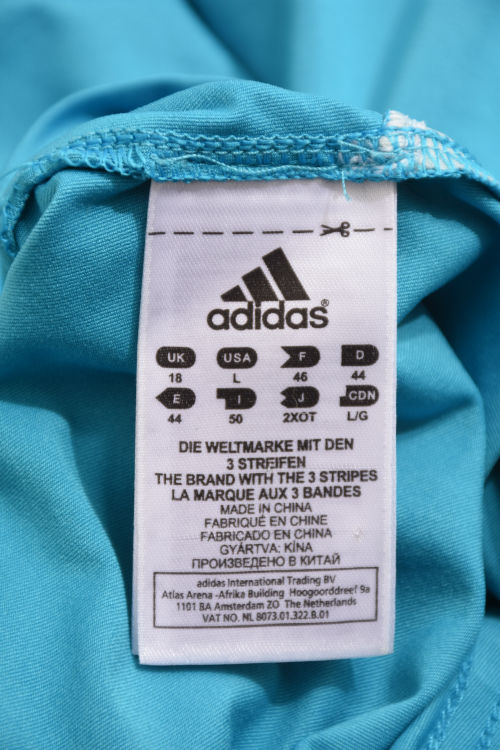 adidas
UK USA F D
18 L 46 44
E I J CDN
44 50 2XOT L/G
DIE WELTMARKE MIT DEN
3 STREIFEN
THE BRAND WITH THE 3 STRIPES
LA MARQUE AUX 3 BANDES
MADE IN CHINA
FABRIQUÉ EN CHINE
FABRICADO EN CHINA
GYÁRTVA: KÍNA
ПРОИЗВЕДЕНО В КИТАЙ
adidas International Trading BV
Atlas Arena -Afrika Building Hoogoorddreef 9a
1101 BA Amsterdam ZO The Netherlands
VAT NO. NL 8073.01.322.B.01